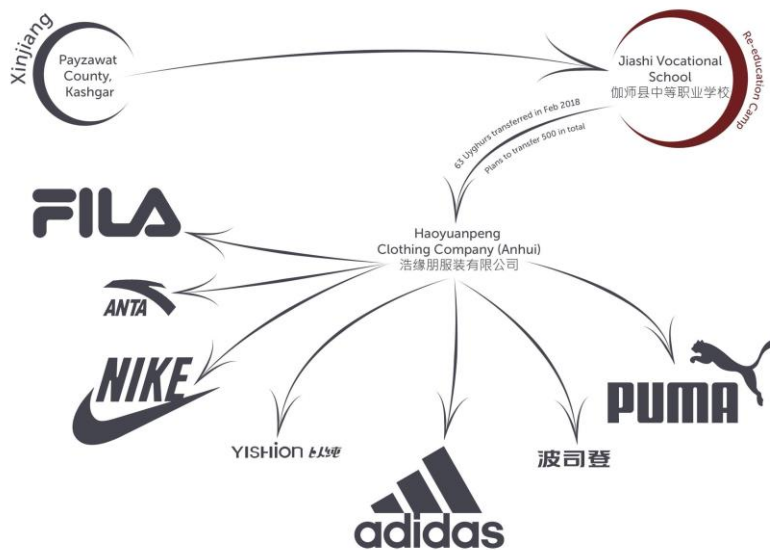 Xinjiang
Payzawat
County,
Kashgar
Jiashi Vocational
School
伽师县中等职业学校
Re-education Camp
63 Uyghurs transferred in Feb 2018
Plans to transfer 500 in total
Haoyuanpeng
Clothing Company (Anhui)
浩缘朋服装有限公司
FILA
ANTA
NIKE
PUMA
YISHION 以纯
波司登
adidas